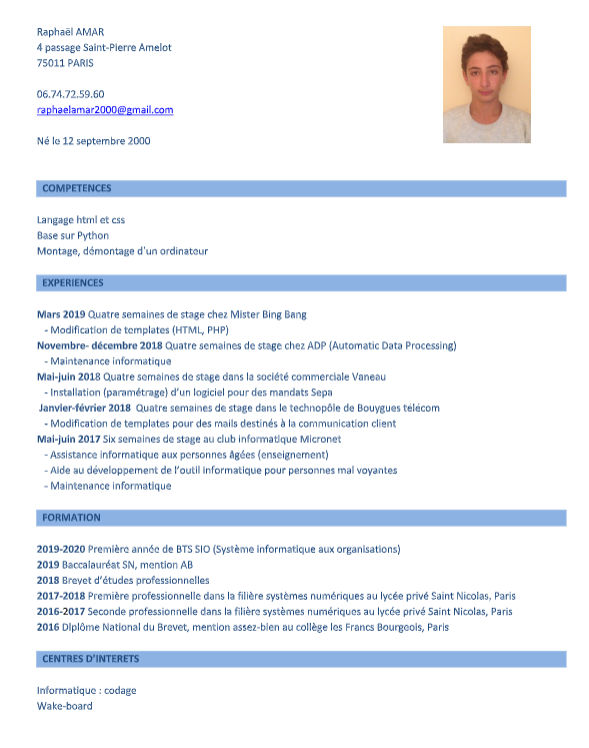 Raphaël AMAR
4 passage Saint-Pierre Amelot
75011 PARIS
06.74.72.59.60
raphaelamar2000@gmail.com
Né le 12 septembre 2000
COMPETENCES
Langage html et css
Base sur Python
Montage, démontage d'un ordinateur
EXPERIENCES
Mars 2019 Quatre semaines de stage chez Mister Bing Bang
- Modification de templates (HTML, PHP)
Novembre- décembre 2018 Quatre semaines de stage chez ADP (Automatic Data Processing)
- Maintenance informatique
Mai-juin 2018 Quatre semaines de stage dans la société commerciale Vaneau
- Installation (paramétrage) d'un logiciel pour des mandats Sepa
Janvier-février 2018 Quatre semaines de stage dans le technopôle de Bouygues télécom
- Modification de templates pour des mails destinés à la communication client
Mai-juin 2017 Six semaines de stage au club informatique Micronet
- Assistance informatique aux personnes âgées (enseignement)
- Aide au développement de l'outil informatique pour personnes mal voyantes
- Maintenance informatique
FORMATION
2019-2020 Première année de BTS SIO (Système informatique aux organisations)
2019 Baccalauréat SN, mention AB
2018 Breyet d'études professionnelles
2017-2018 Première professionnelle dans la filière systèmes numériques au lycée privé Saint Nicolas, Paris
2016-2017 Seconde professionnelle dans la filière systèmes numériques au lycée privé Saint Nicolas, Paris
2016 Diplôme National du Brevet, mention assez-bien au collège les Francs Bourgeois, Paris
CENTRES D'INTERETS
Informatique : codage
Wake-board